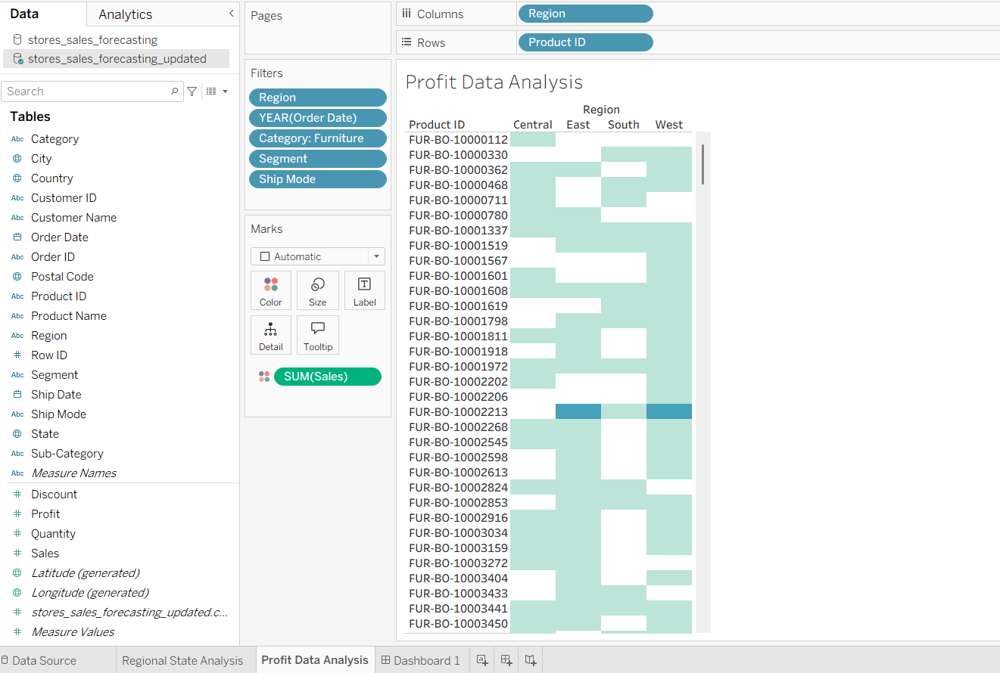 Data
Analytics
stores_sales_forecasting
stores_sales_forecasting_updated
Search
Tables
Abc Category
City
Country
Abc Customer ID
Abc Customer Name
Order Date
Abc Order ID
Postal Code
Abc Product ID
Abc Product Name
Abc Region
# Row ID
Abc Segment
Ship Date
Abc Ship Mode
State
Abc Sub-Category
Abc Measure Names
# Discount
# Profit
# Quantity
# Sales
Latitude (generated)
Longitude (generated)
# stores_sales_forecasting_updated.c...
# Measure Values
Pages
Filters
Region
YEAR(Order Date)
Category: Furniture
Segment
Ship Mode
Marks
Automatic
Color Size Label
Detail Tooltip
SUM(Sales)
Columns Region
Rows Product ID
Profit Data Analysis
Region
Product ID Central East South West
FUR-BO-10000112
FUR-BO-10000330
FUR-BO-10000362
FUR-BO-10000468
FUR-BO-10000711
FUR-BO-10000780
FUR-BO-10001337
FUR-BO-10001519
FUR-BO-10001567
FUR-BO-10001601
FUR-BO-10001608
FUR-BO-10001619
FUR-BO-10001798
FUR-BO-10001811
FUR-BO-10001918
FUR-BO-10001972
FUR-BO-10002202
FUR-BO-10002206
FUR-BO-10002213
FUR-BO-10002268
FUR-BO-10002545
FUR-BO-10002598
FUR-BO-10002613
FUR-BO-10002824
FUR-BO-10002853
FUR-BO-10002916
FUR-BO-10003034
FUR-BO-10003159
FUR-BO-10003272
FUR-BO-10003404
FUR-BO-10003433
FUR-BO-10003441
FUR-BO-10003450
Data Source Regional State Analysis Profit Data Analysis Dashboard 1